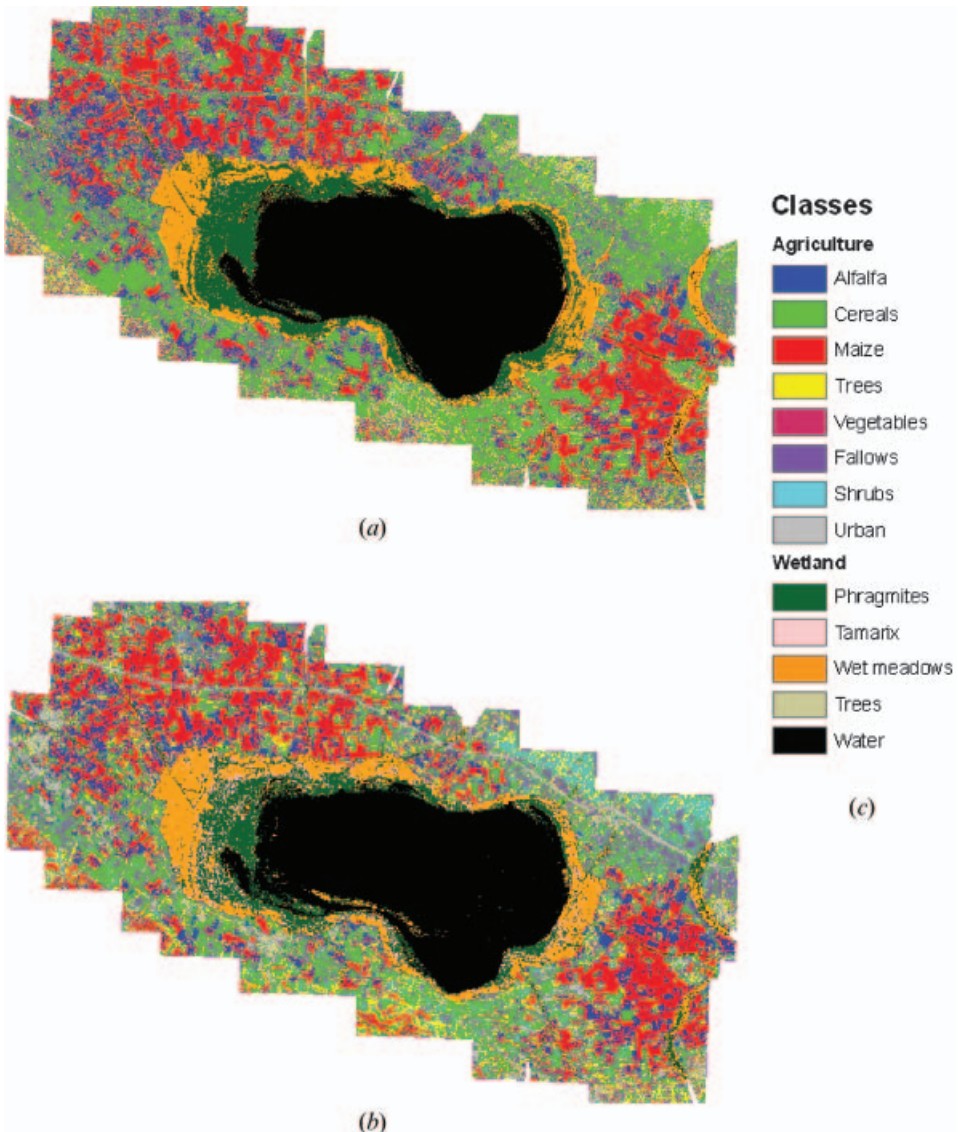 (a)
Classes
Agriculture
Alfalfa
Cereals
Maize
Trees
Vegetables
Fallows
Shrubs
Urban
Wetland
Phragmites
Tamarix
Wet meadows
Trees
Water
(c)
(b)